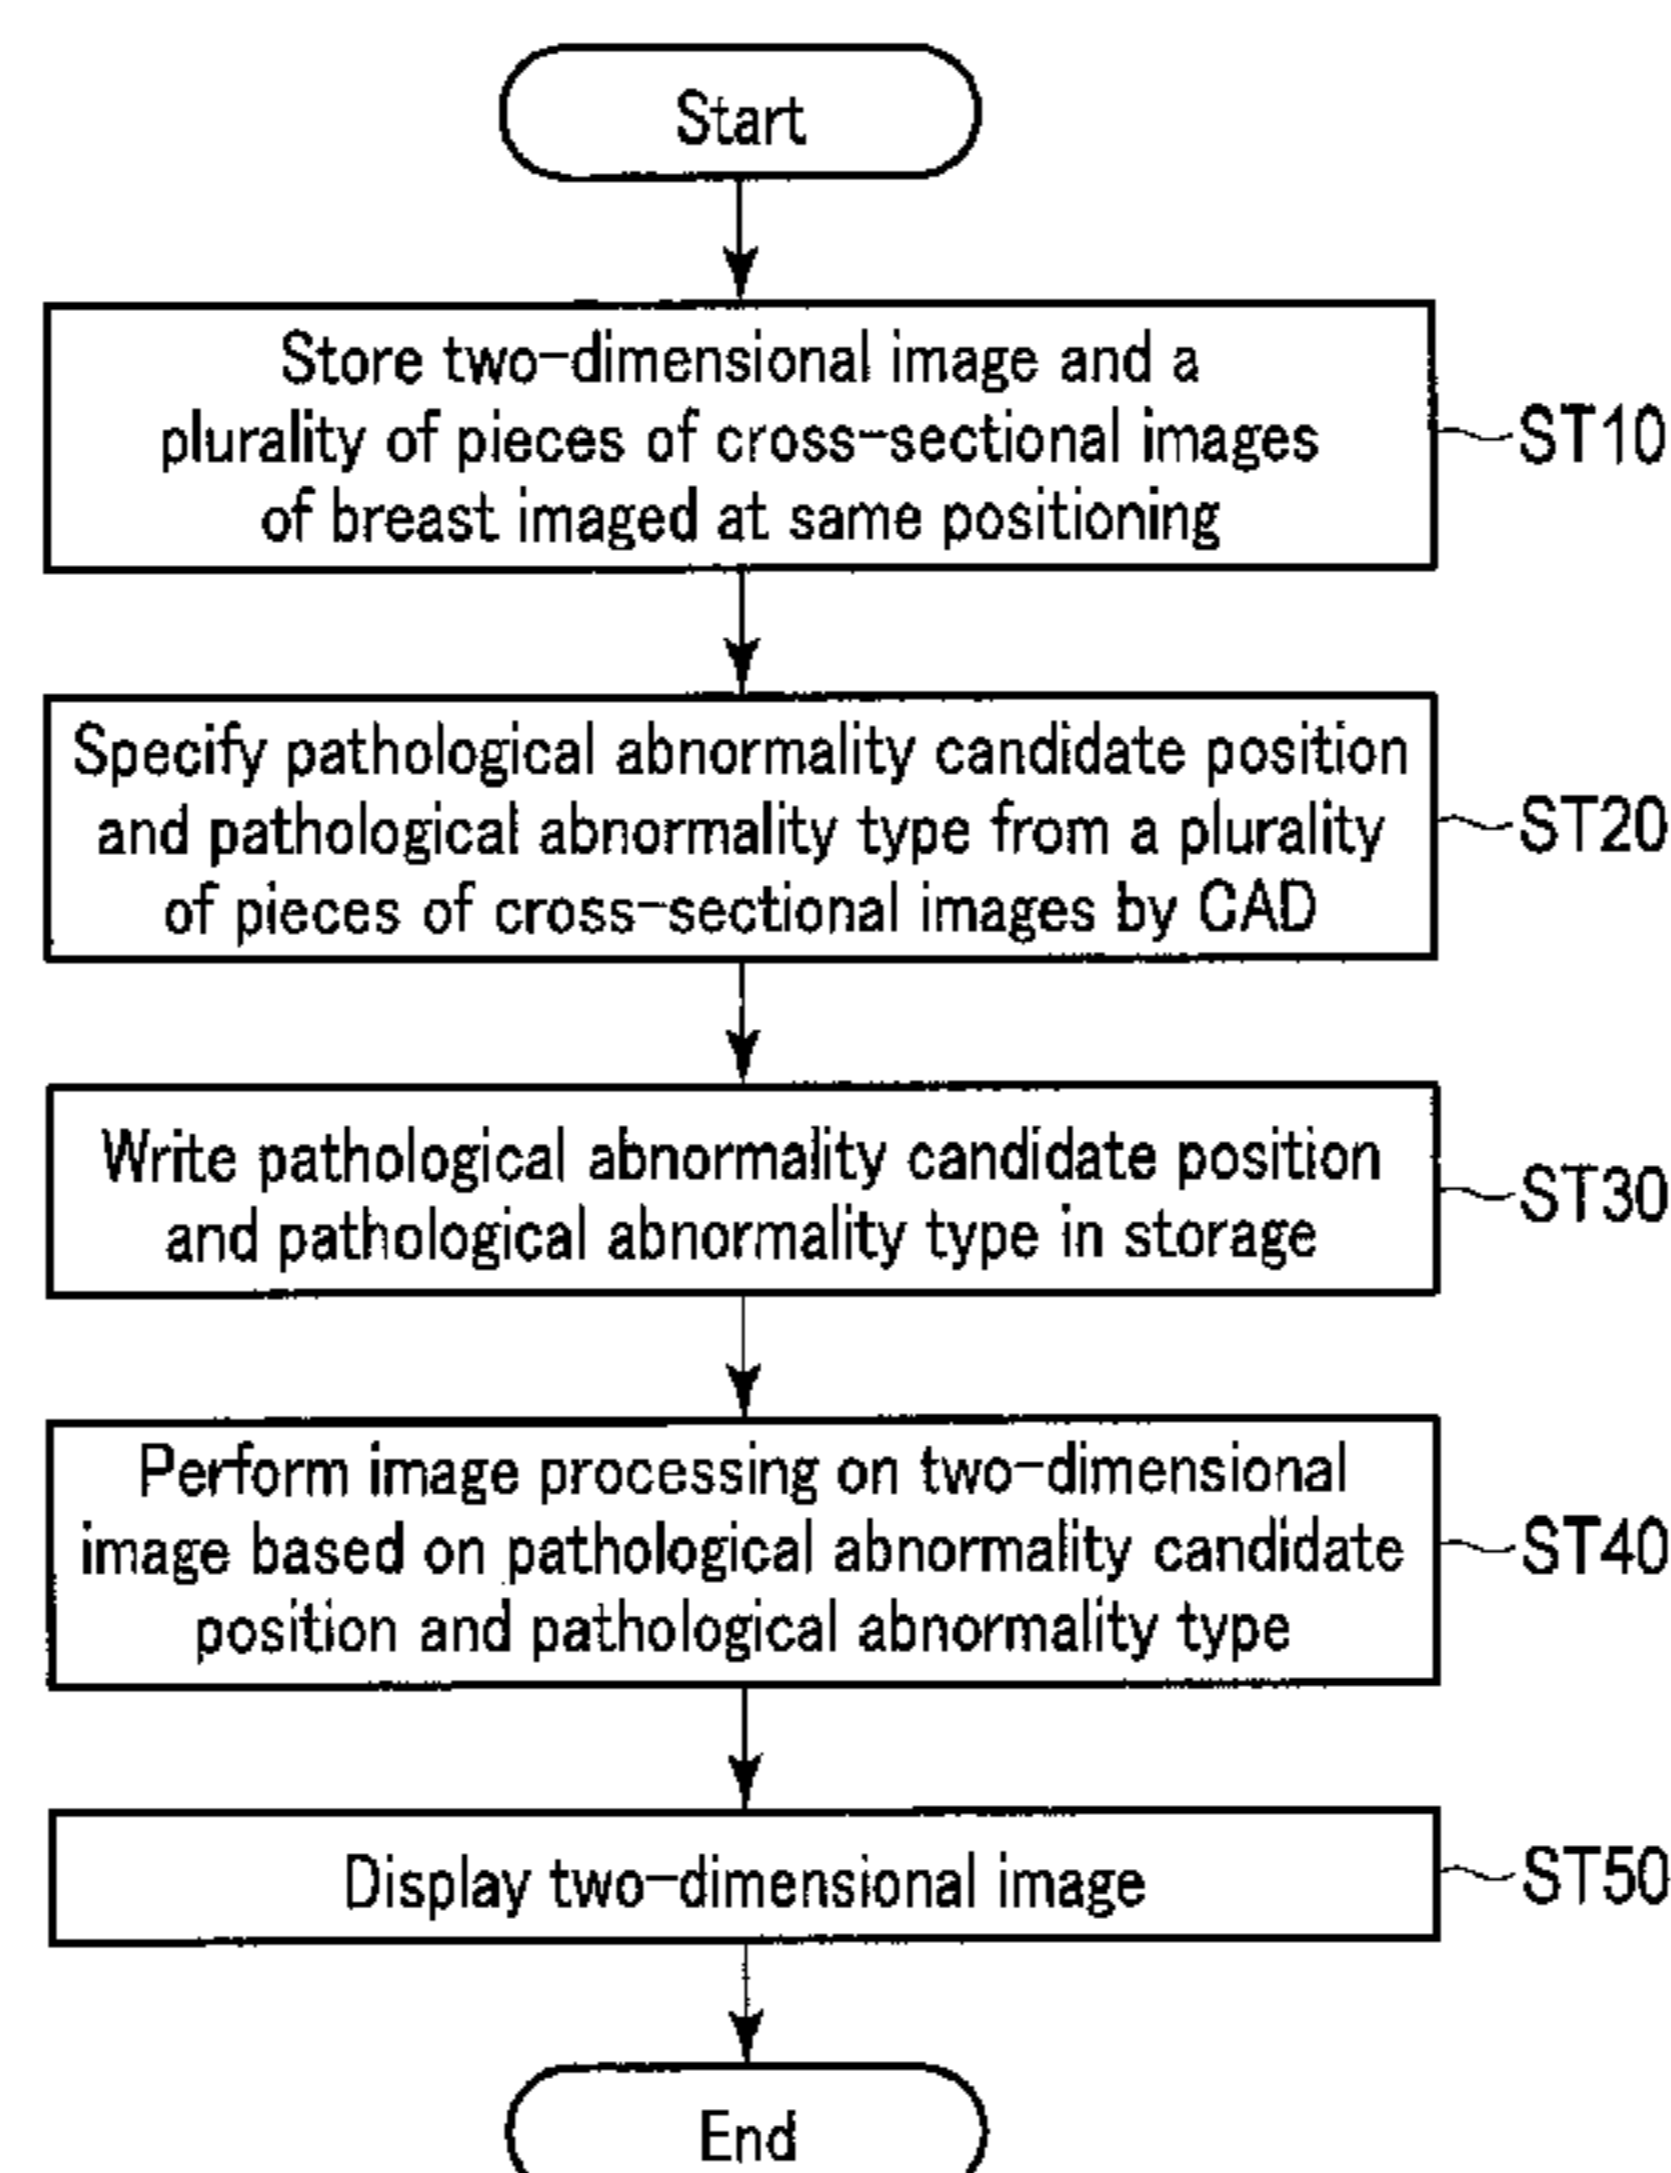 Start
Store two-dimensional image and a
plurality of pieces of cross-sectional images
of breast imaged at same positioning
ST10
Specify pathological abnormality candidate position
and pathological abnormality type from a plurality
of pieces of cross-sectional images by CAD
ST20
Write pathological abnormality candidate position
and pathological abnormality type in storage
ST30
Perform image processing on two-dimensional
image based on pathological abnormality candidate
position and pathological abnormality type
ST40
Display two-dimensional image
ST50
End